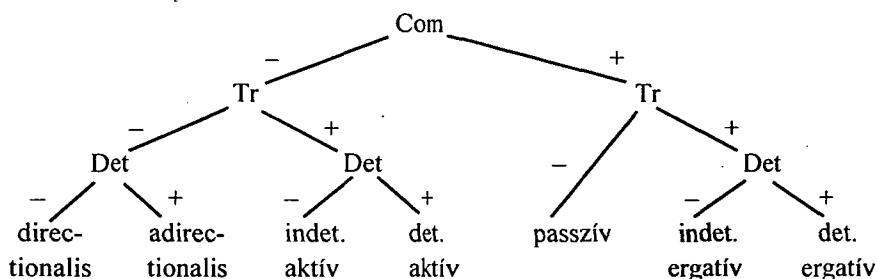 Com
− +
Tr Tr
− + − +
Det Det Det
− + − + − +
direc- adirec- indet. det. passzív indet. det.
tionalis tionalis aktív aktív ergatív ergatív